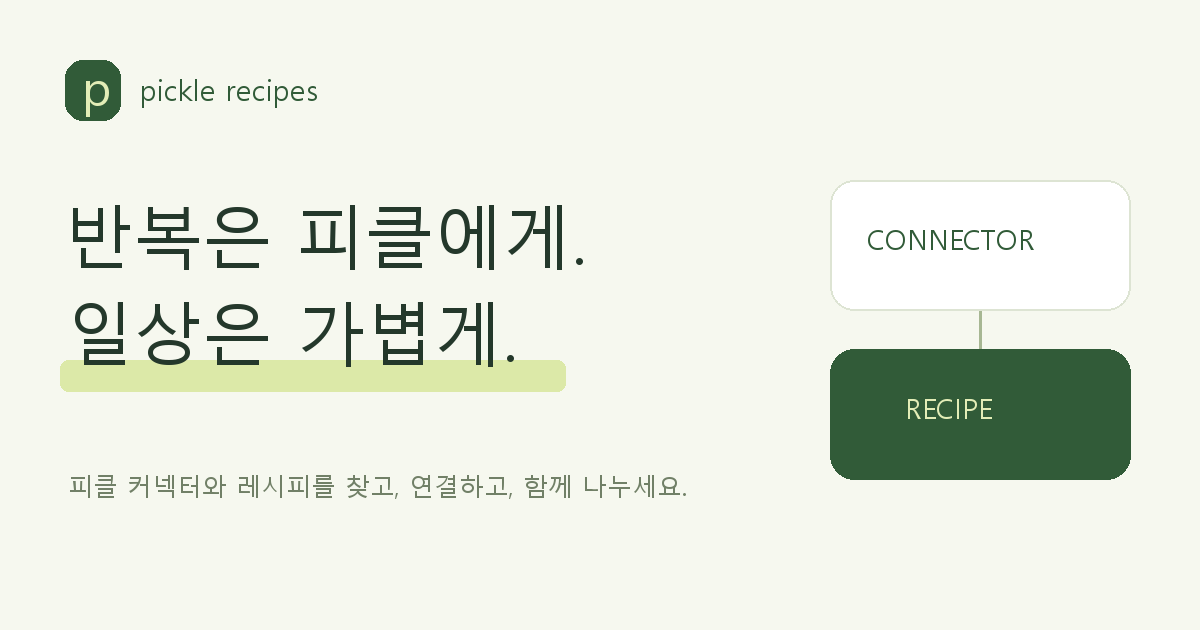 p pickle recipes
반복은 피클에게.
일상은 가볍게.
피클 커넥터와 레시피를 찾고, 연결하고, 함께 나누세요.
CONNECTOR
RECIPE